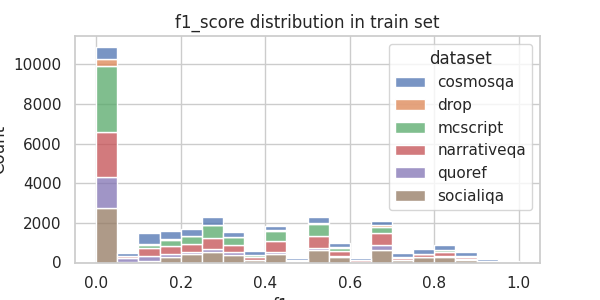 f1_score distribution in train set
10000
8000
6000
4000
2000
0
Count
0.0 0.2 0.4 0.6 0.8 1.0
f1
dataset
cosmosqa
drop
mcscript
narrativeqa
quoref
socialiqa